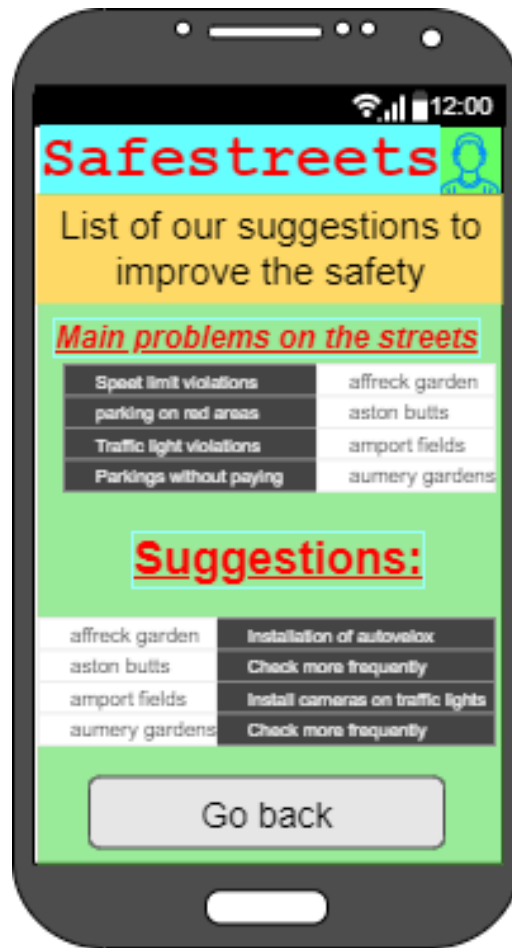 12:00
Safestreets
List of our suggestions to
improve the safety
Main problems on the streets
Speet limit violations affreck garden
parking on red areas aston butts
Traffic light violations amport fields
Parkings without paying aumery gardens
Suggestions:
affreck garden Installation of autovelox
aston butts Check more frequently
amport fields Install cameras on traffic lights
aumery gardens Check more frequently
Go back